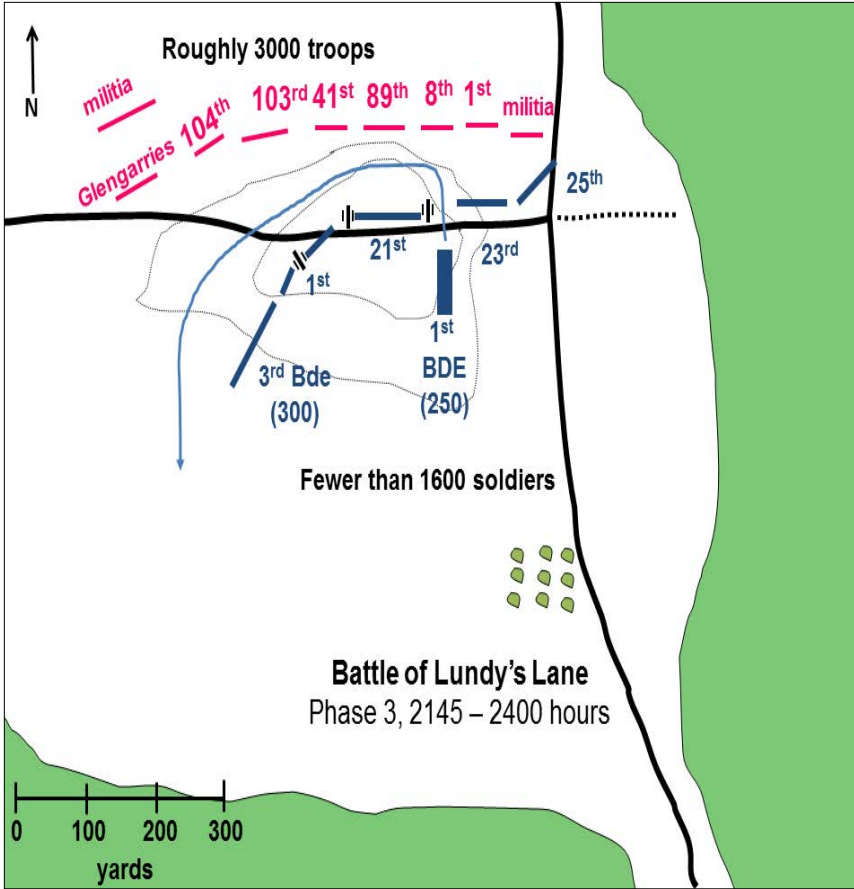 Roughly 3000 troops
N
militia
Glengarries
104th
103rd
41st
89th
8th
1st
militia
25th
23rd
21st
1st
1st
BDE
(250)
3rd Bde
(300)
Fewer than 1600 soldiers
Battle of Lundy’s Lane
Phase 3, 2145 – 2400 hours
0 100 200 300
yards